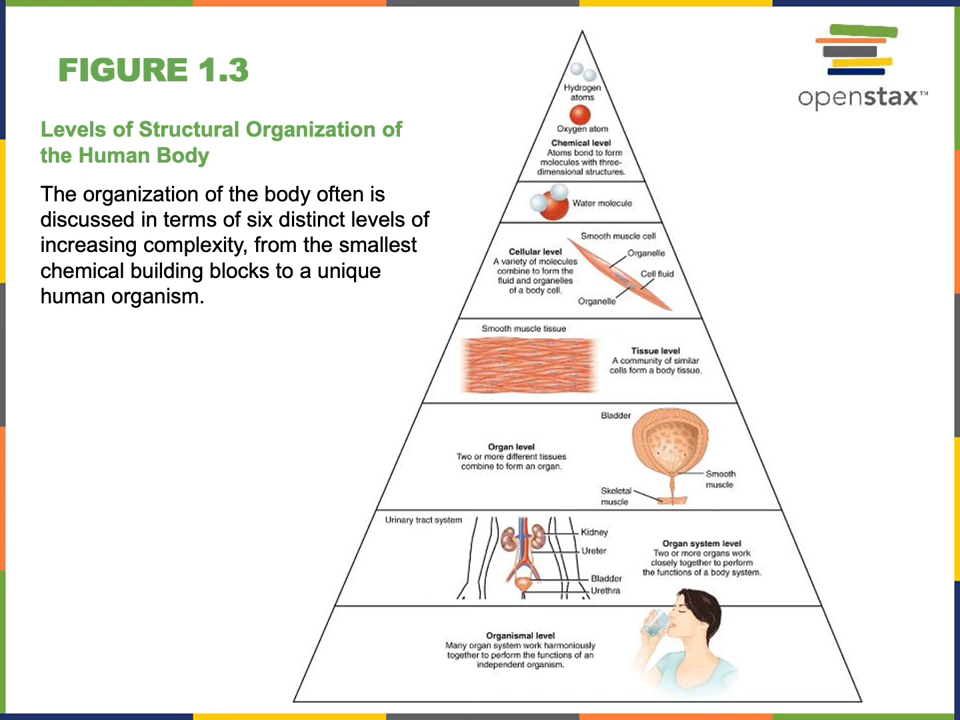 FIGURE 1.3
openstax™
Levels of Structural Organization of
the Human Body
The organization of the body often is
discussed in terms of six distinct levels of
increasing complexity, from the smallest
chemical building blocks to a unique
human organism.
Hydrogen
atoms
Oxygen atom
Chemical level
Atoms bond to form
molecules with three-
dimensional structures.
Water molecule
Smooth muscle cell
Cellular level
A variety of molecules
combine to form the
fluid and organelles
of a body cell.
Organelle
Cell fluid
Organelle
Smooth muscle tissue
Tissue level
A community of similar
cells form a body tissue.
Organ level
Two or more different tissues
combine to form an organ.
Bladder
Smooth
muscle
Skeletal
muscle
Urinary tract system
Kidney
Ureter
Bladder
Urethra
Organ system level
Two or more organs work
closely together to perform
the functions of a body system.
Organismal level
Many organ system work harmoniously
together to perform the functions of an
independent organism.